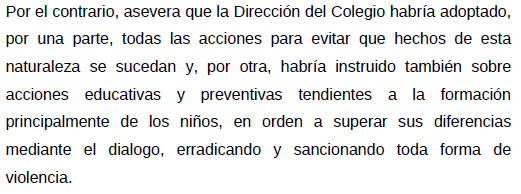 Por el contrario, asevera que la Dirección del Colegio habría adoptado,
por una parte, todas las acciones para evitar que hechos de esta
naturaleza se sucedan y, por otra, habría instruido también sobre
acciones educativas y preventivas tendientes a la formación
principalmente de los niños, en orden a superar sus diferencias
mediante el dialogo, erradicando y sancionando toda forma de
violencia.